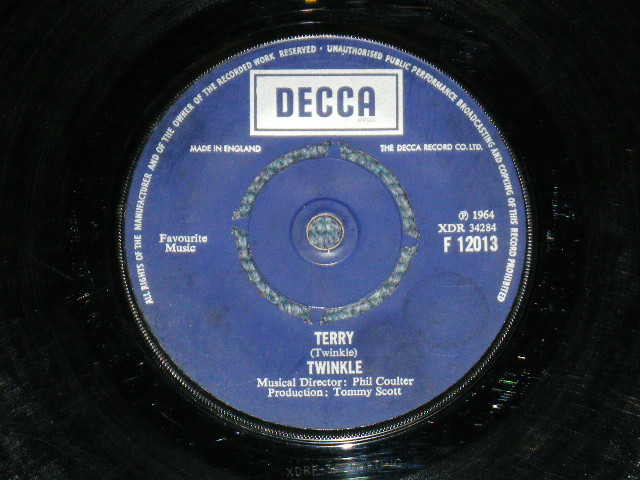 ALL RIGHTS OF THE MANUFACTURER AND OF THE OWNER OF THE RECORDED WORK RESERVED · UNAUTHORISED PUBLIC PERFORMANCE BROADCASTING AND COPYING OF THIS RECORD PROHIBITED
DECCA
MADE IN ENGLAND
THE DECCA RECORD CO. LTD.
Favourite
Music
℗ 1964
XDR 34284
F 12013
TERRY
(Twinkle)
TWINKLE
Musical Director: Phil Coulter
Production: Tommy Scott